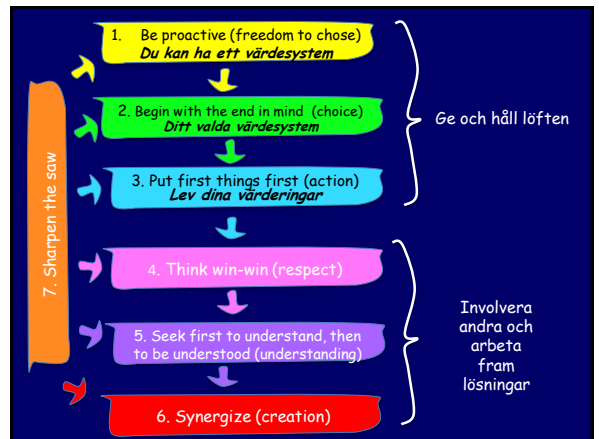 1. Be proactive (freedom to chose)
Du kan ha ett värdesystem
2. Begin with the end in mind (choice)
Ditt valda värdesystem
3. Put first things first (action)
Lev dina värderingar
Ge och håll löften
7. Sharpen the saw
4. Think win-win (respect)
5. Seek first to understand, then
to be understood (understanding)
6. Synergize (creation)
Involvera
andra och
arbeta
fram
lösningar